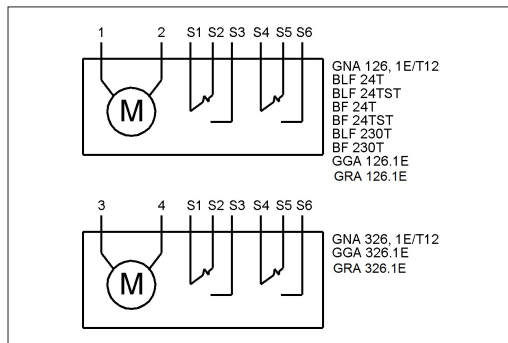 1 2 S1 S2 S3 S4 S5 S6
M
GNA 126, 1E/T12
BLF 24T
BLF 24TST
BF 24T
BF 24TST
BLF 230T
BF 230T
GGA 126.1E
GRA 126.1E
3 4 S1 S2 S3 S4 S5 S6
M
GNA 326, 1E/T12
GGA 326.1E
GRA 326.1E